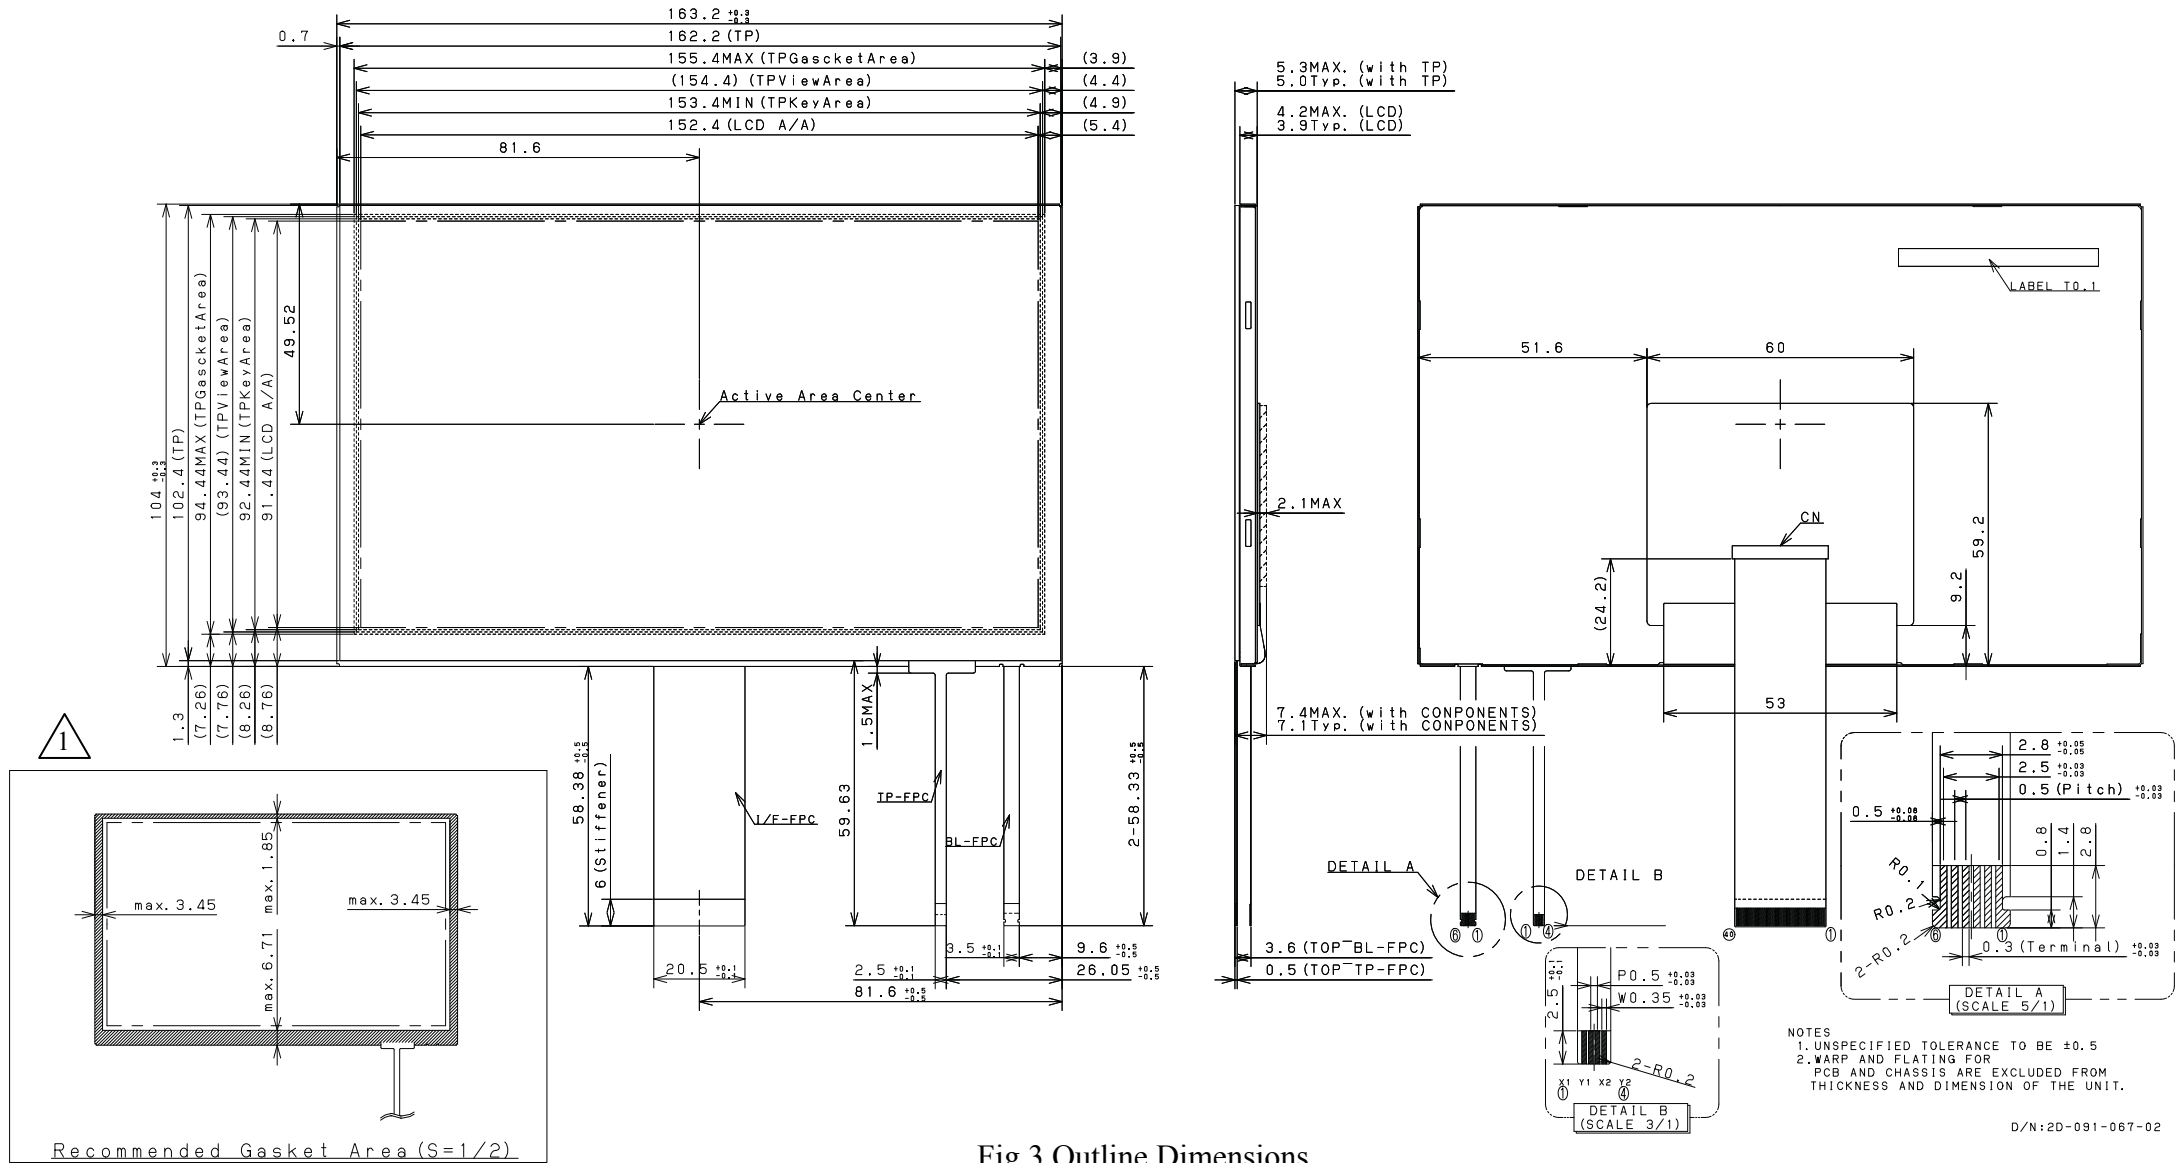 163.2 +0.3 -0.3
0.7
162.2(TP)
155.4MAX(TPGascketArea)
(3.9)
(154.4)(TPViewArea)
(4.4)
153.4MIN(TPKeyArea)
(4.9)
152.4(LCD A/A)
(5.4)
81.6
49.52
Active Area Center
104 +0.3 -0.3
102.4(TP)
94.44MAX(TPGascketArea)
(93.44)(TPViewArea)
92.44MIN(TPKeyArea)
91.44(LCD A/A)
1.3
(7.26)
(7.76)
(8.26)
(8.76)
58.38 +0.5 -0.5
6(Stiffener)
I/F-FPC
59.63
1.5MAX
TP-FPC
BL-FPC
2-58.33 +0.5 -0.5
3.5 +0.1 -0.1
9.6 +0.5 -0.5
20.5 +0.1 -0.1
2.5 +0.1 -0.1
26.05 +0.5 -0.5
81.6 +0.5 -0.5
5.3MAX. (with TP)
5.0Typ. (with TP)
4.2MAX. (LCD)
3.9Typ. (LCD)
2.1MAX
7.4MAX. (with CONPONENTS)
7.1Typ. (with CONPONENTS)
3.6(TOP‾BL-FPC)
0.5(TOP‾TP-FPC)
LABEL T0.1
51.6
60
CN
59.2
(24.2)
9.2
53
DETAIL A
DETAIL B
⑥ ①
① ④
㊵ ①
2.8 +0.05 -0.05
2.5 +0.03 -0.03
0.5(Pitch) +0.03 -0.03
0.5 +0.08 -0.08
0.8
1.4
2.8
R0.1
R0.2
2-R0.2
⑥ ①
0.3(Terminal) +0.03 -0.03
DETAIL A
(SCALE 5/1)
2.5 +0.1 -0.1
P0.5 +0.03 -0.03
W0.35 +0.03 -0.03
2-R0.2
X1 Y1 X2 Y2
① ④
DETAIL B
(SCALE 3/1)
NOTES
1.UNSPECIFIED TOLERANCE TO BE ±0.5
2.WARP AND FLATING FOR
PCB AND CHASSIS ARE EXCLUDED FROM
THICKNESS AND DIMENSION OF THE UNIT.
D/N:2D-091-067-02
1
max.1.85
max.3.45
max.3.45
max.6.71
Recommended Gasket Area(S=1/2)
Fig.3 Outline Dimensions